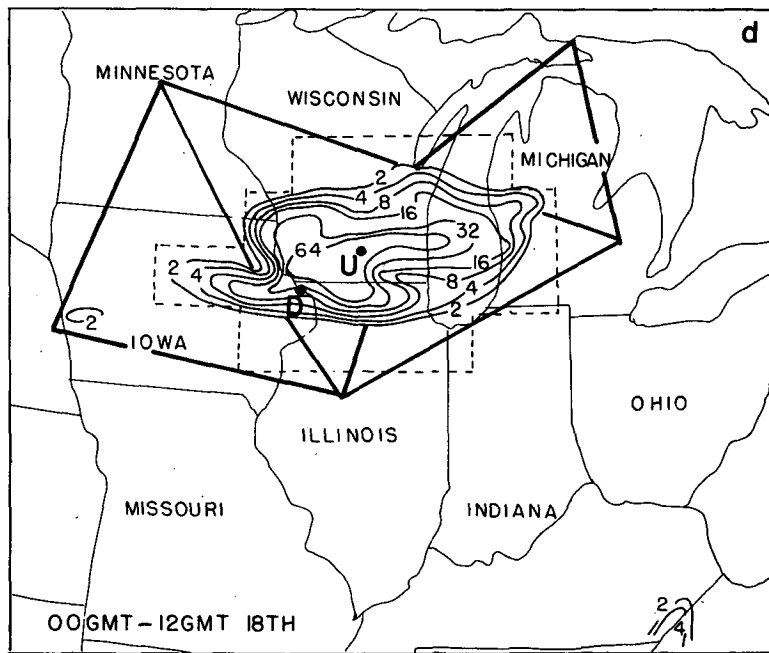 d
MINNESOTA
WISCONSIN
MICHIGAN
2
4
8
16
32
64
U
2
4
16
8
4
2
D
2
IOWA
OHIO
ILLINOIS
MISSOURI
INDIANA
2
4
00GMT-12GMT 18TH